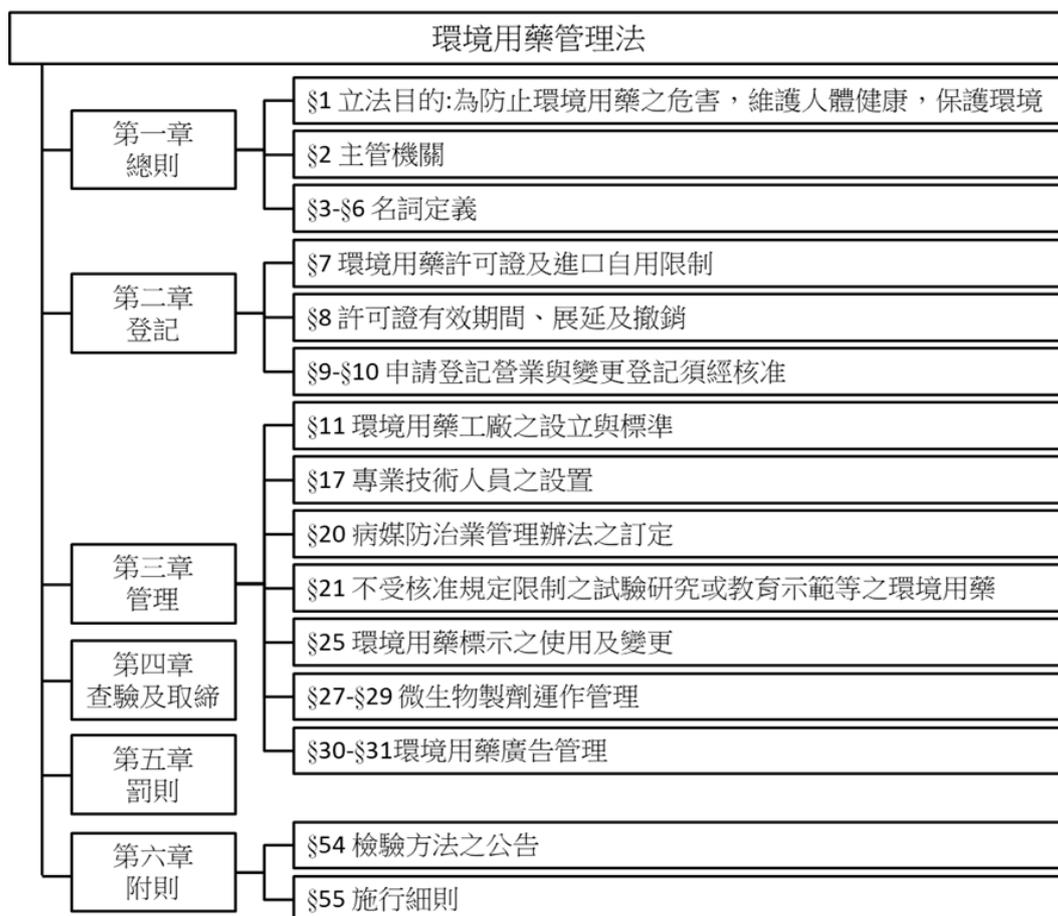 環境用藥管理法
第一章
總則
§1 立法目的:為防止環境用藥之危害，維護人體健康，保護環境
§2 主管機關
§3-§6 名詞定義
第二章
登記
§7 環境用藥許可證及進口自用限制
§8 許可證有效期間、展延及撤銷
§9-§10 申請登記營業與變更登記須經核准
第三章
管理
§11 環境用藥工廠之設立與標準
§17 專業技術人員之設置
§20 病媒防治業管理辦法之訂定
§21 不受核准規定限制之試驗研究或教育示範等之環境用藥
§25 環境用藥標示之使用及變更
§27-§29 微生物製劑運作管理
§30-§31環境用藥廣告管理
第四章
查驗及取締
第五章
罰則
第六章
附則
§54 檢驗方法之公告
§55 施行細則